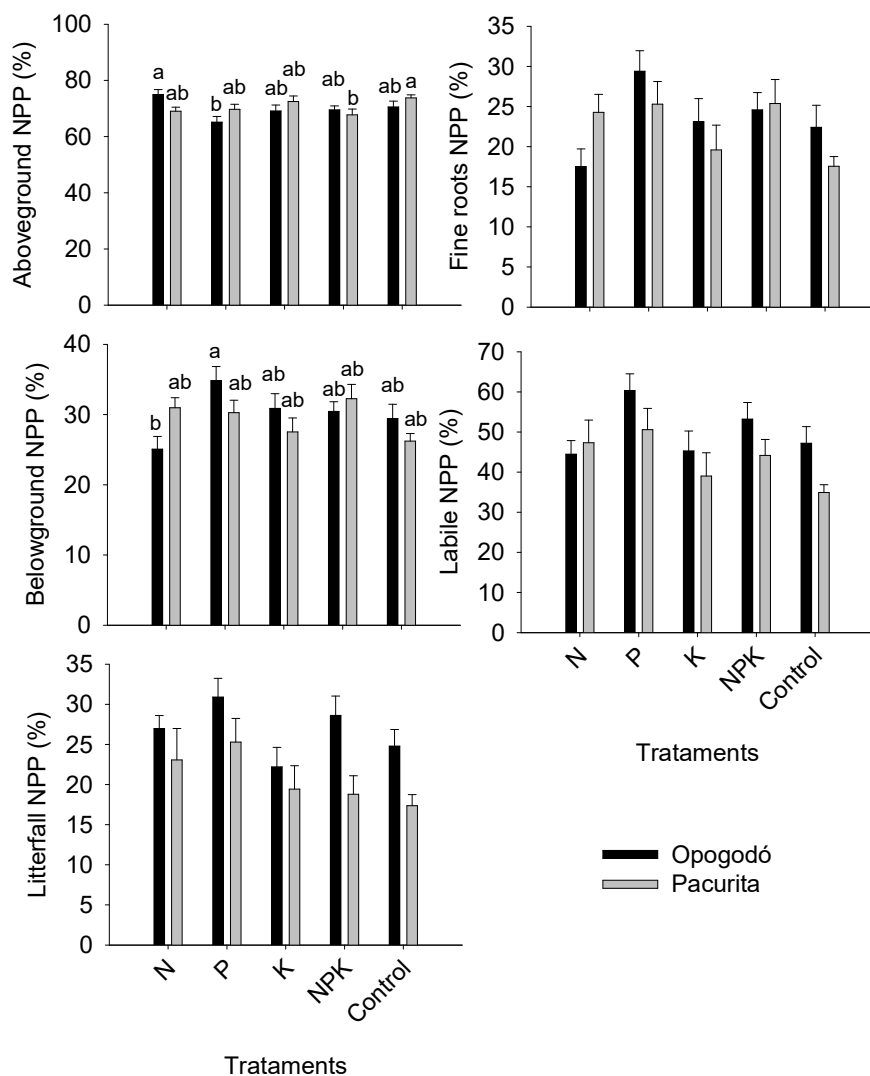 Aboveground NPP (%)
100
80
60
40
20
0
a
ab
b
ab
ab
ab
ab
b
ab
a
Fine roots NPP (%)
35
30
25
20
15
10
5
0
Belowground NPP (%)
40
30
20
10
0
b
ab
a
ab
ab
ab
ab
ab
ab
ab
Labile NPP (%)
70
60
50
40
30
20
10
0
N
P
K
NPK
Control
Trataments
Litterfall NPP (%)
35
30
25
20
15
10
5
0
N
P
K
NPK
Control
Trataments
Opogodó
Pacurita